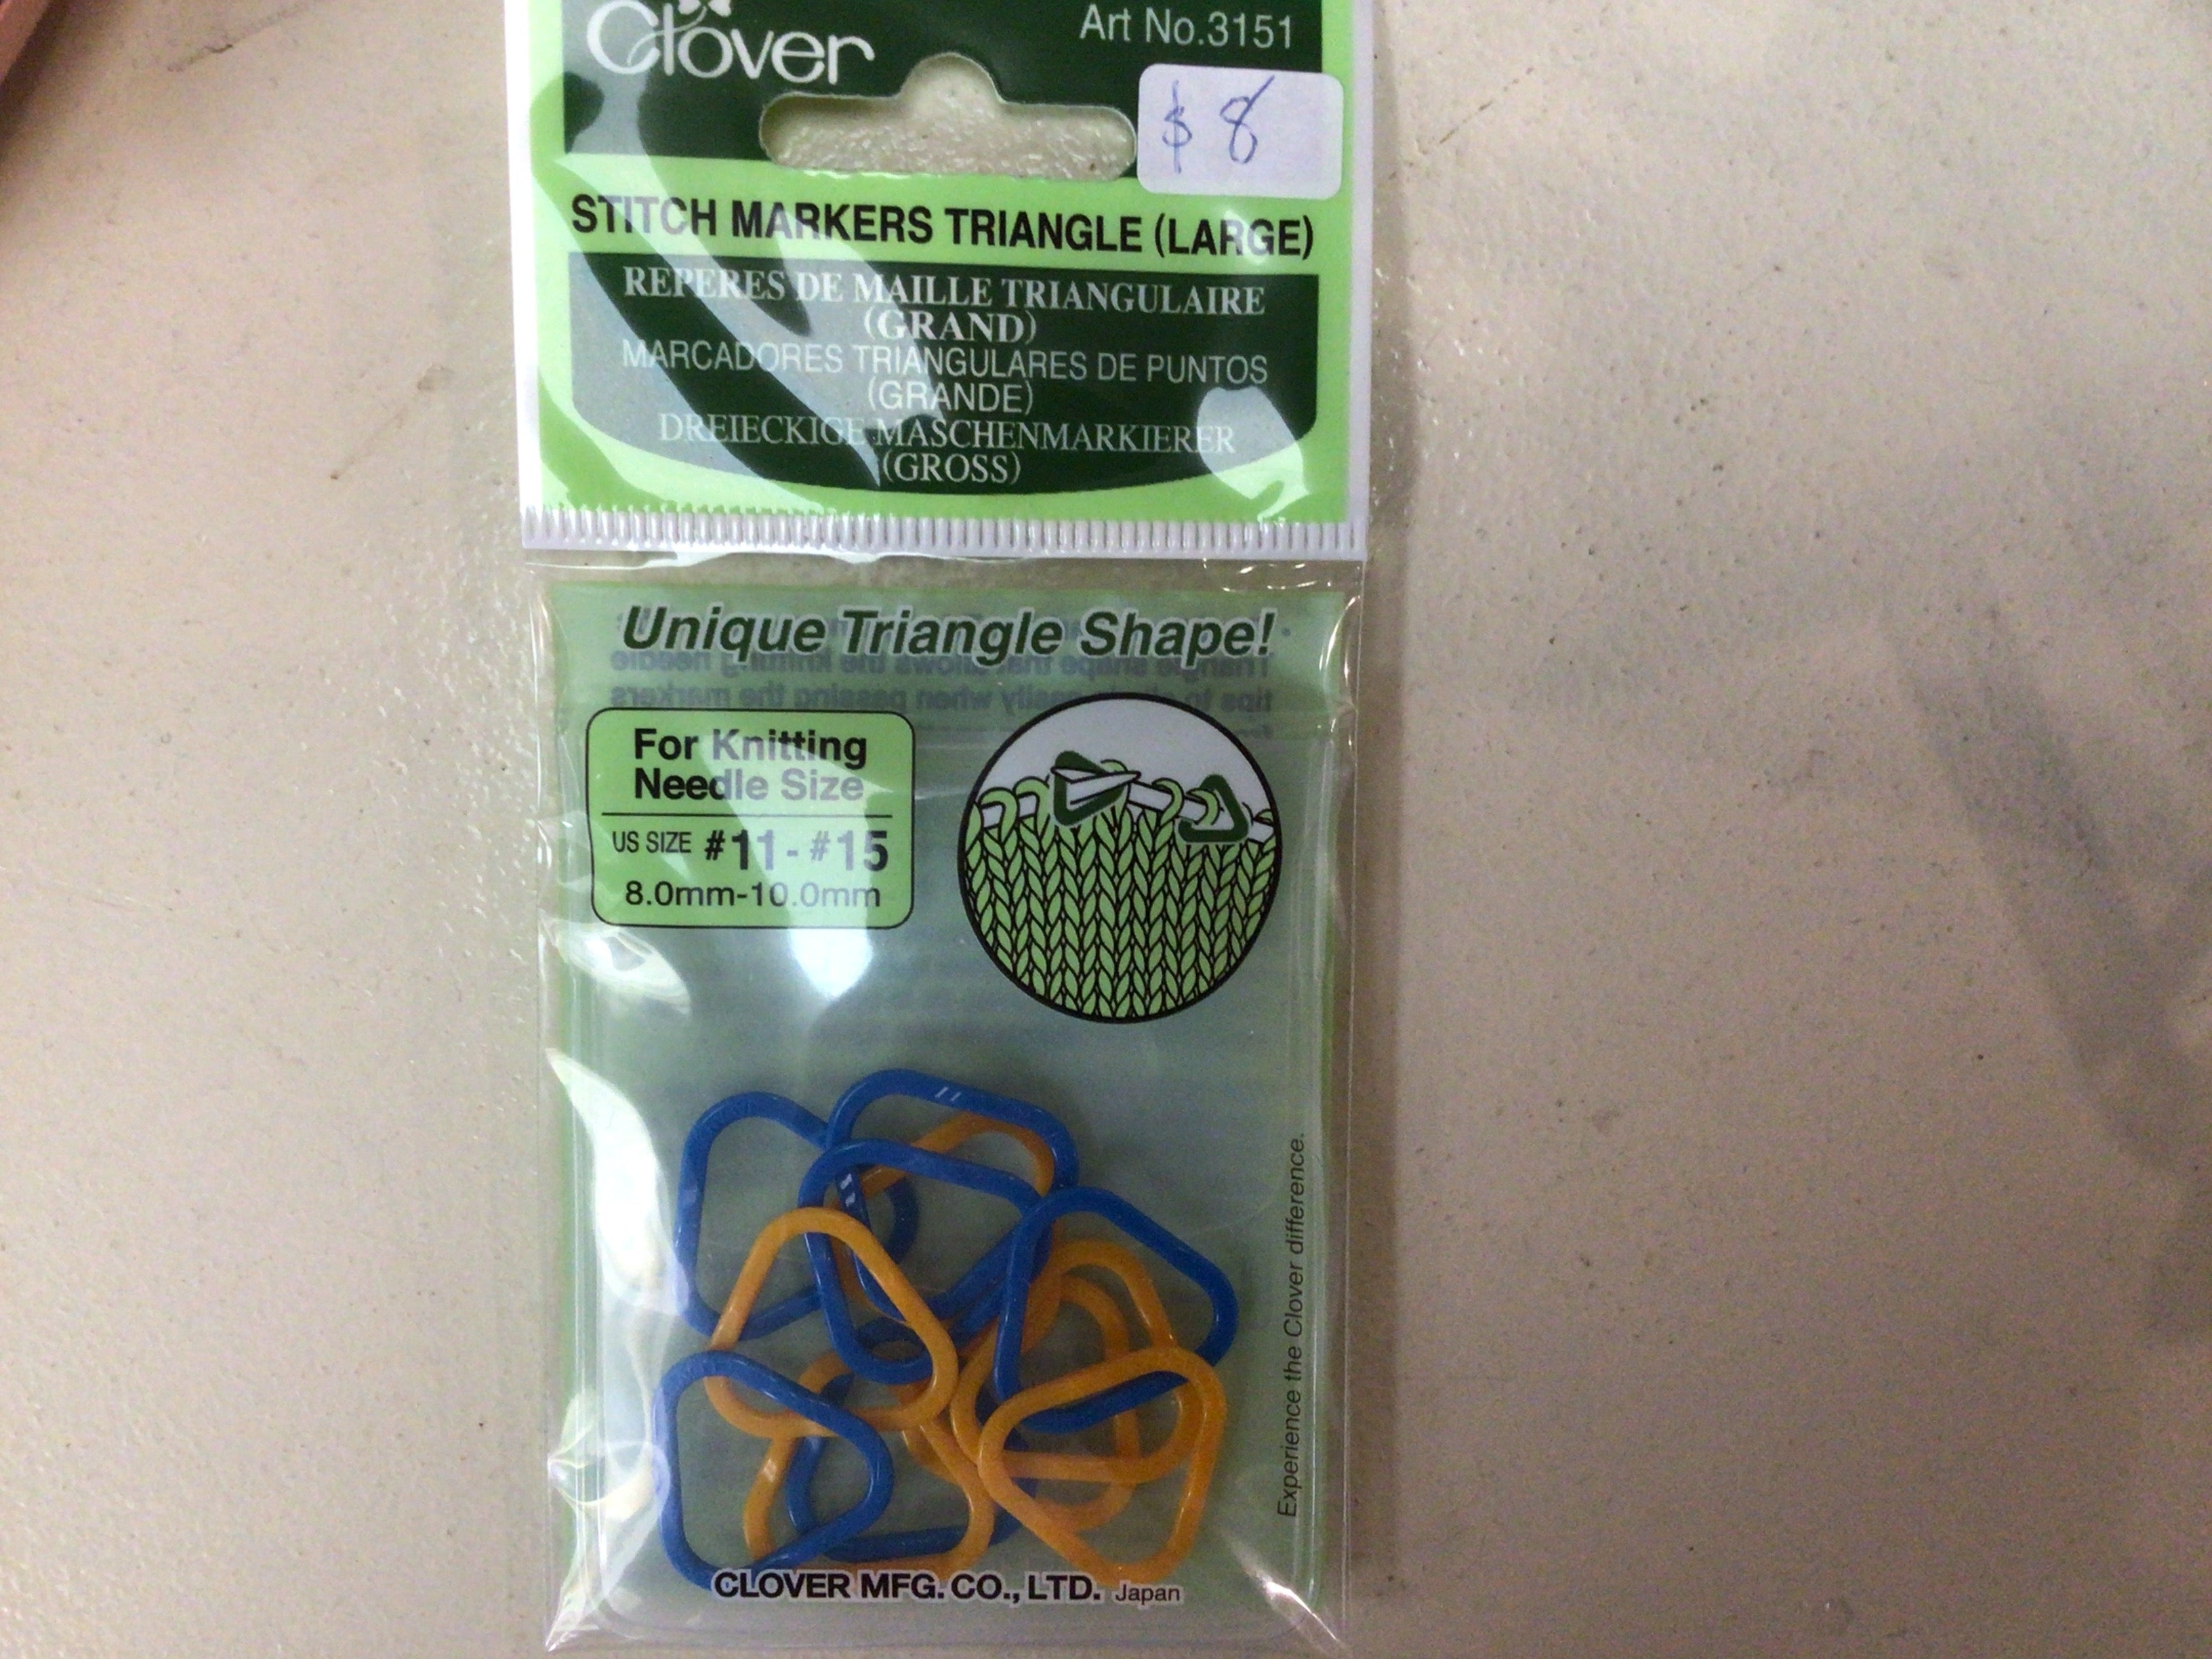 Clover
Art No.3151
$8
STITCH MARKERS TRIANGLE (LARGE)
REPERES DE MAILLE TRIANGULAIRE
(GRAND)
MARCADORES TRIANGULARES DE PUNTOS
(GRANDE)
DREIECKIGE MASCHENMARKIERER
(GROSS)
Unique Triangle Shape!
For Knitting
Needle Size
US SIZE #11-#15
8.0mm-10.0mm
Experience the Clover difference.
CLOVER MFG. CO., LTD. Japan